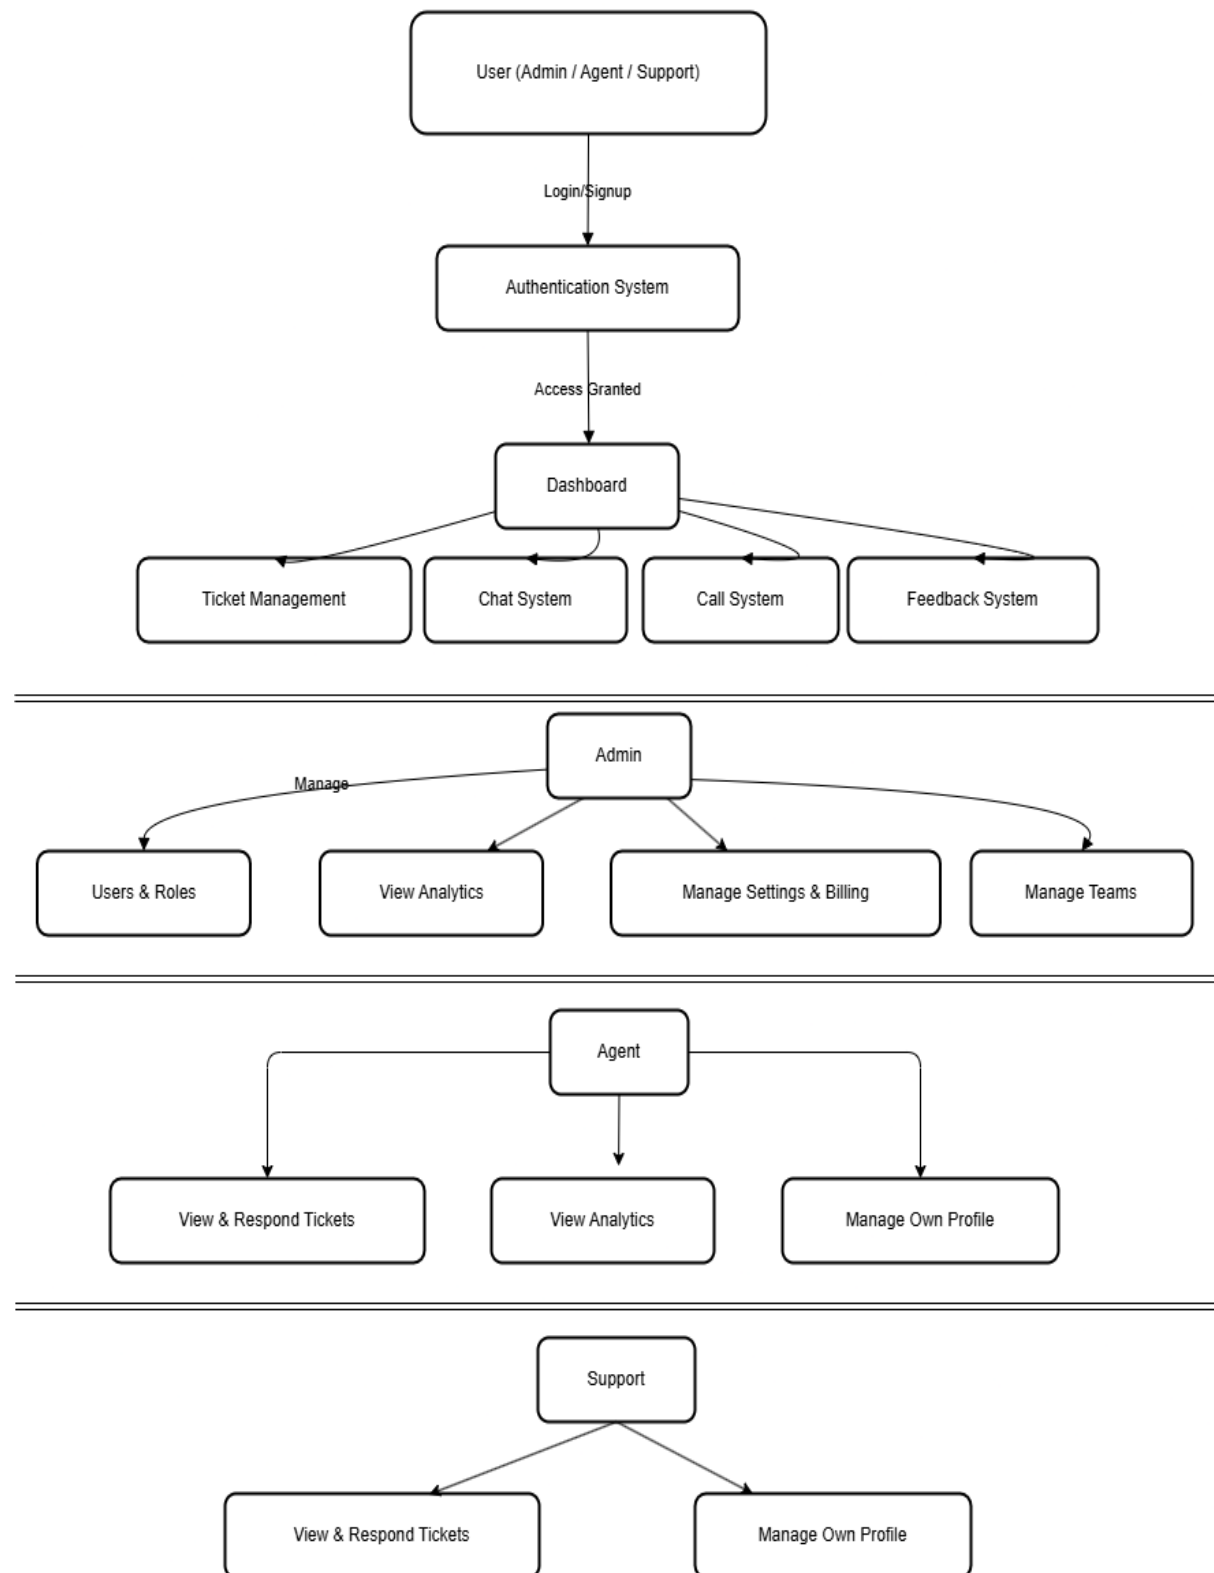 User (Admin / Agent / Support)
Login/Signup
Authentication System
Access Granted
Dashboard
Ticket Management
Chat System
Call System
Feedback System
Admin
Manage
Users & Roles
View Analytics
Manage Settings & Billing
Manage Teams
Agent
View & Respond Tickets
View Analytics
Manage Own Profile
Support
View & Respond Tickets
Manage Own Profile